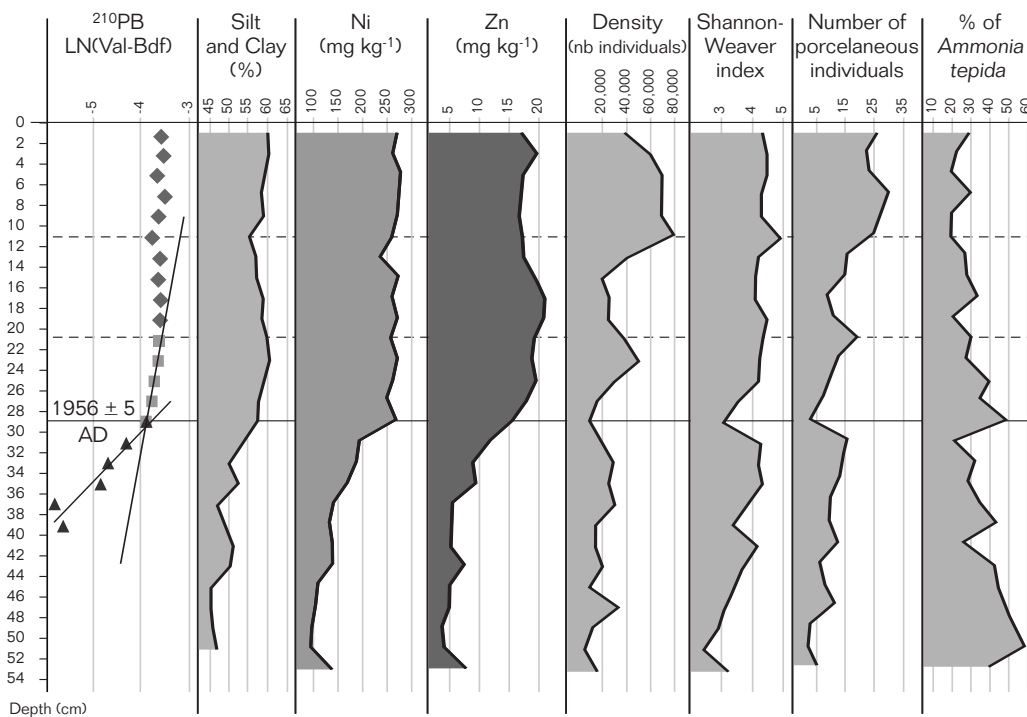 210PB
LN(Val-Bdf)
Silt
and Clay
(%)
Ni
(mg kg-1)
Zn
(mg kg-1)
Density
(nb individuals)
Shannon-
Weaver
index
Number of
porcelaneous
individuals
% of
Ammonia
tepida
-5 -4 -3
45 50 55 60 65
100 150 200 250 300
5 10 15 20
20,000 40,000 60,000 80,000
3 4 5
5 15 25 35
10 20 30 40 50 60
0
2
4
6
8
10
11
12
14
16
18
20
22
24
26
28
1956 ± 5
AD
30
32
34
36
38
40
42
44
46
48
50
52
54
Depth (cm)